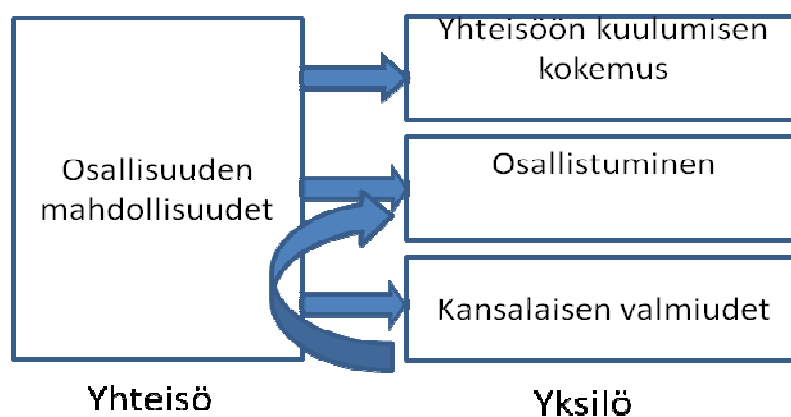 Osallisuuden
mahdollisuudet
Yhteisöön kuulumisen
kokemus
Osallistuminen
Kansalaisen valmiudet
Yhteisö
Yksilö